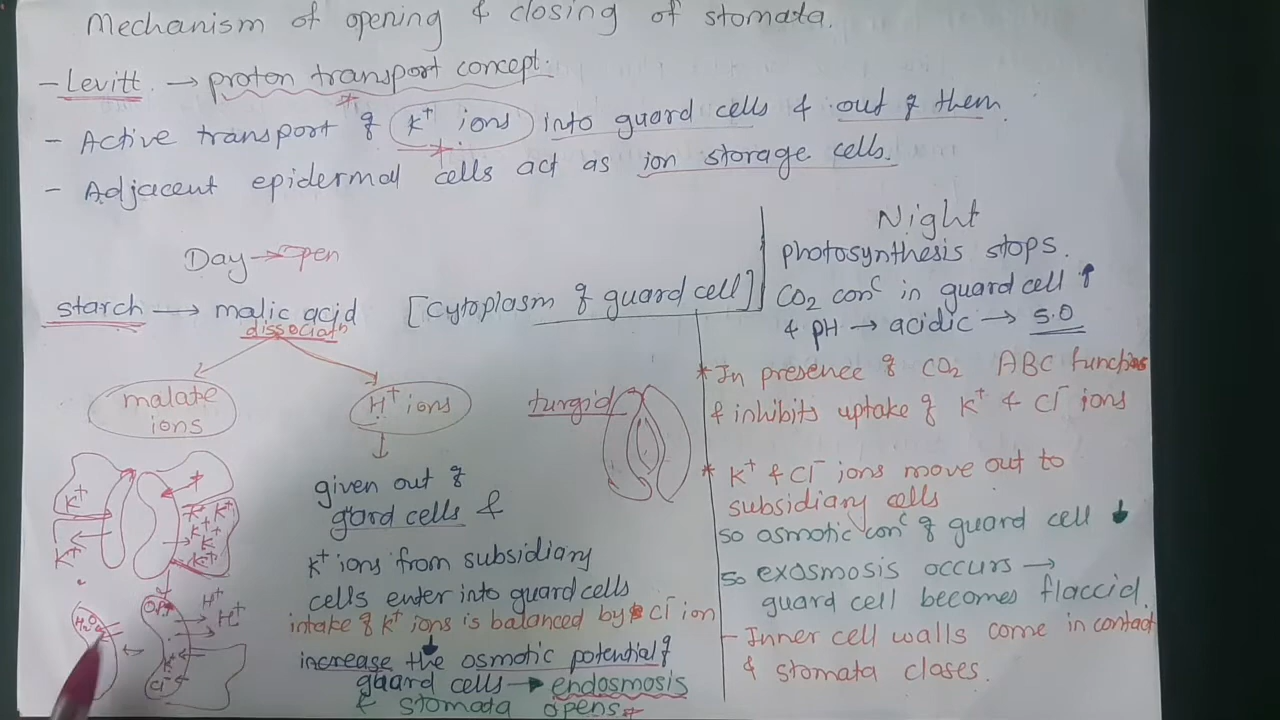 Mechanism of opening & closing of stomata.
- Levitt → proton transport concept.
- Active transport of K+ ions into guard cells & out of them.
- Adjacent epidermal cells act as ion storage cells.
Day → Open
starch → malic acid [cytoplasm of guard cell]
dissociatn
malate ions
H+ ions
given out of
gard cells &
K+ ions from subsidiary
cells enter into guard cells
intake of K+ ions is balanced by Cl- ion
increase the osmotic potential of
guard cells → endosmosis
& stomata opens
turgid
K+
K+
K+ K+
K+
K+
K+
H2O
H+
H+
K+
Cl-
Night
photosynthesis stops.
CO2 conc in guard cell ↑
& pH → acidic → 5.0
* In presence of CO2 ABC functions
& inhibits uptake of K+ & Cl- ions
* K+ & Cl- ions move out to
subsidiary cells
so osmotic conc of guard cell ↓
so exosmosis occurs →
guard cell becomes flaccid.
- Inner cell walls come in contact
& stomata closes.